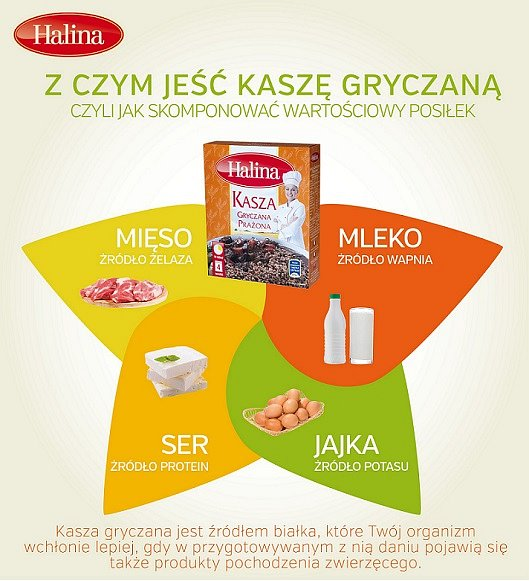 Halina
Z CZYM JEŚĆ KASZĘ GRYCZANĄ
CZYLI JAK SKOMPONOWAĆ WARTOŚCIOWY POSIŁEK
Halina
KASZA
GRYCZANA
PRAŻONA
4
MIĘSO
ŹRÓDŁO ŻELAZA
MLEKO
ŹRÓDŁO WAPNIA
SER
ŹRÓDŁO PROTEIN
JAJKA
ŹRÓDŁO POTASU
Kasza gryczana jest źródłem białka, które Twój organizm
wchłonie lepiej, gdy w przygotowywanym z nią daniu pojawią się
także produkty pochodzenia zwierzęcego.